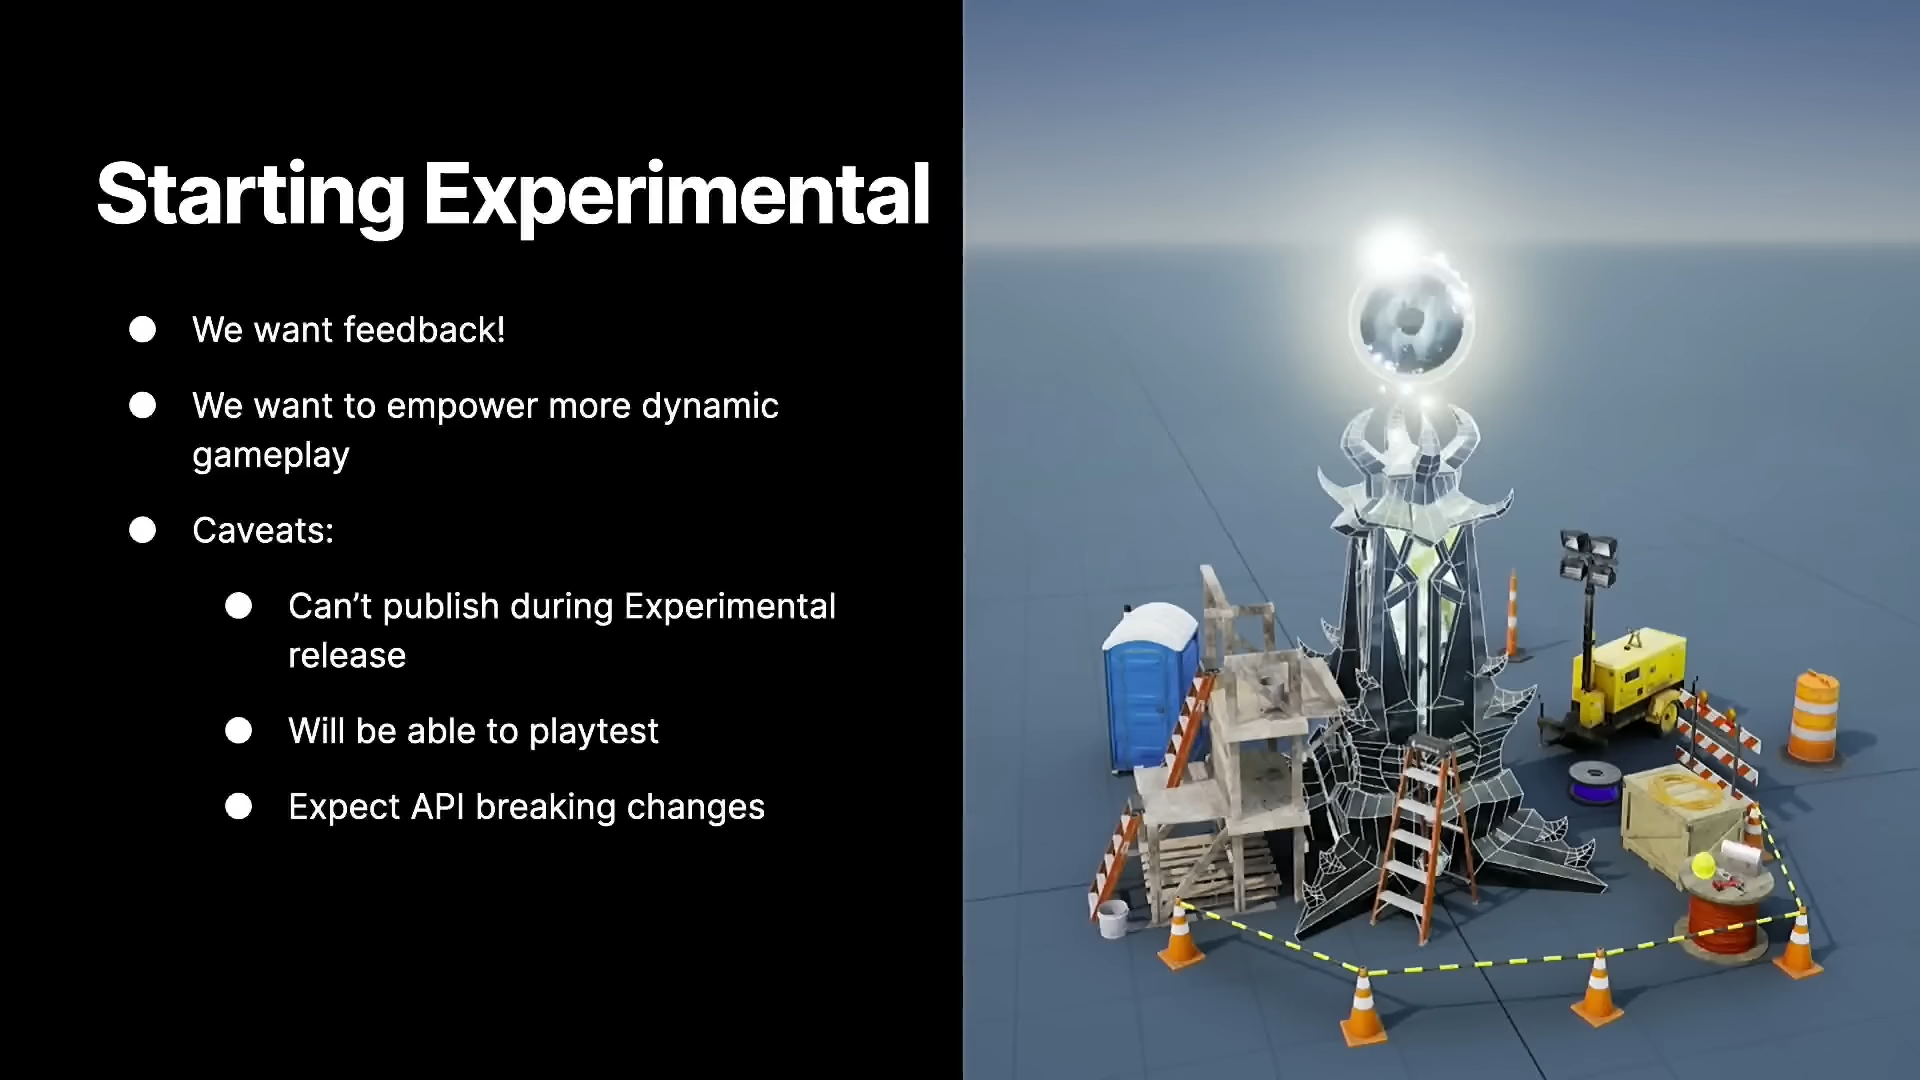 Starting Experimental
We want feedback!
We want to empower more dynamic
gameplay
Caveats:
Can’t publish during Experimental
release
Will be able to playtest
Expect API breaking changes